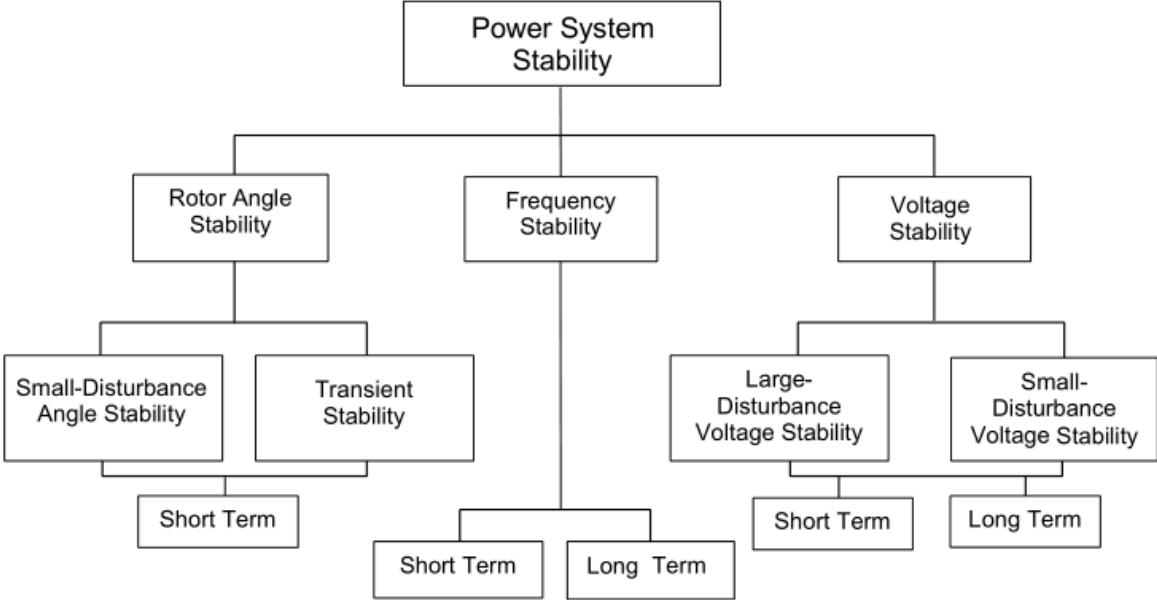 Power System
Stability
Rotor Angle
Stability
Frequency
Stability
Voltage
Stability
Small-Disturbance
Angle Stability
Transient
Stability
Large-
Disturbance
Voltage Stability
Small-
Disturbance
Voltage Stability
Short Term
Short Term
Long Term
Short Term
Long Term